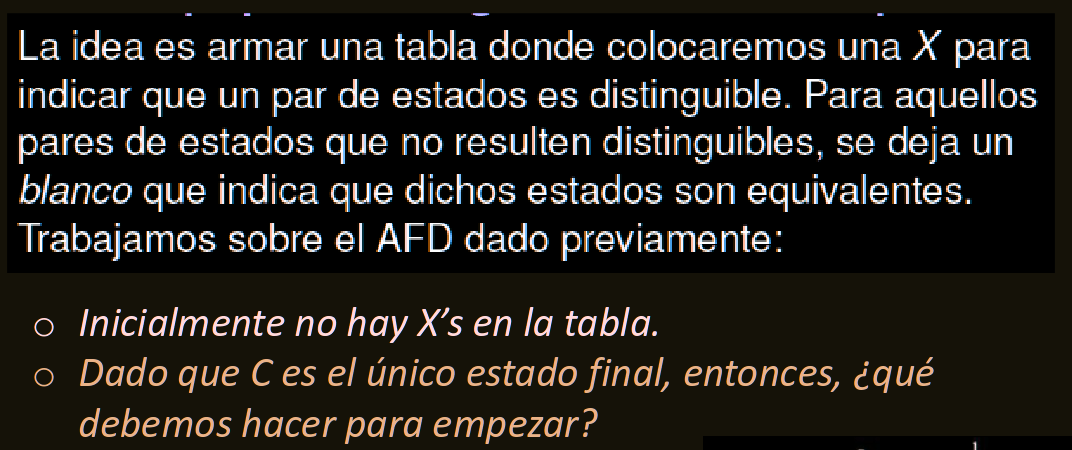 La idea es armar una tabla donde colocaremos una X para
indicar que un par de estados es distinguible. Para aquellos
pares de estados que no resulten distinguibles, se deja un
blanco que indica que dichos estados son equivalentes.
Trabajamos sobre el AFD dado previamente:
○ Inicialmente no hay X’s en la tabla.
○ Dado que C es el único estado final, entonces, ¿qué
debemos hacer para empezar?
1